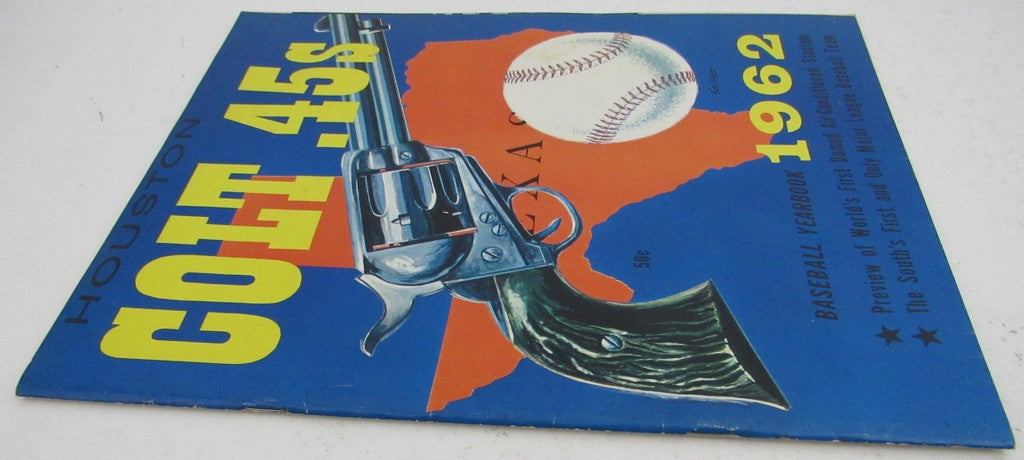 HOUSTON
COLT .45s
EXAS
50c
1962
BASEBALL YEARBOOK
★ Preview of World's First Domed Air Conditioned Stadium
★ The South's First and Only Major League Baseball Team